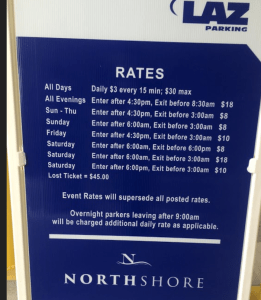 LAZ
PARKING
RATES
All Days Daily $3 every 15 min; $30 max
All Evenings Enter after 4:30pm, Exit before 8:30am $18
Sun - Thu Enter after 4:30pm, Exit before 3:00am $8
Sunday Enter after 6:00am, Exit before 3:00am $8
Friday Enter after 4:30pm, Exit before 3:00am $10
Saturday Enter after 6:00am, Exit before 6:00pm $8
Saturday Enter after 6:00am, Exit before 3:00am $18
Saturday Enter after 6:00pm, Exit before 3:00am $10
Lost Ticket = $45.00
Event Rates will supersede all posted rates.
Overnight parkers leaving after 9:00am
will be charged additional daily rate as applicable.
NORTHSHORE